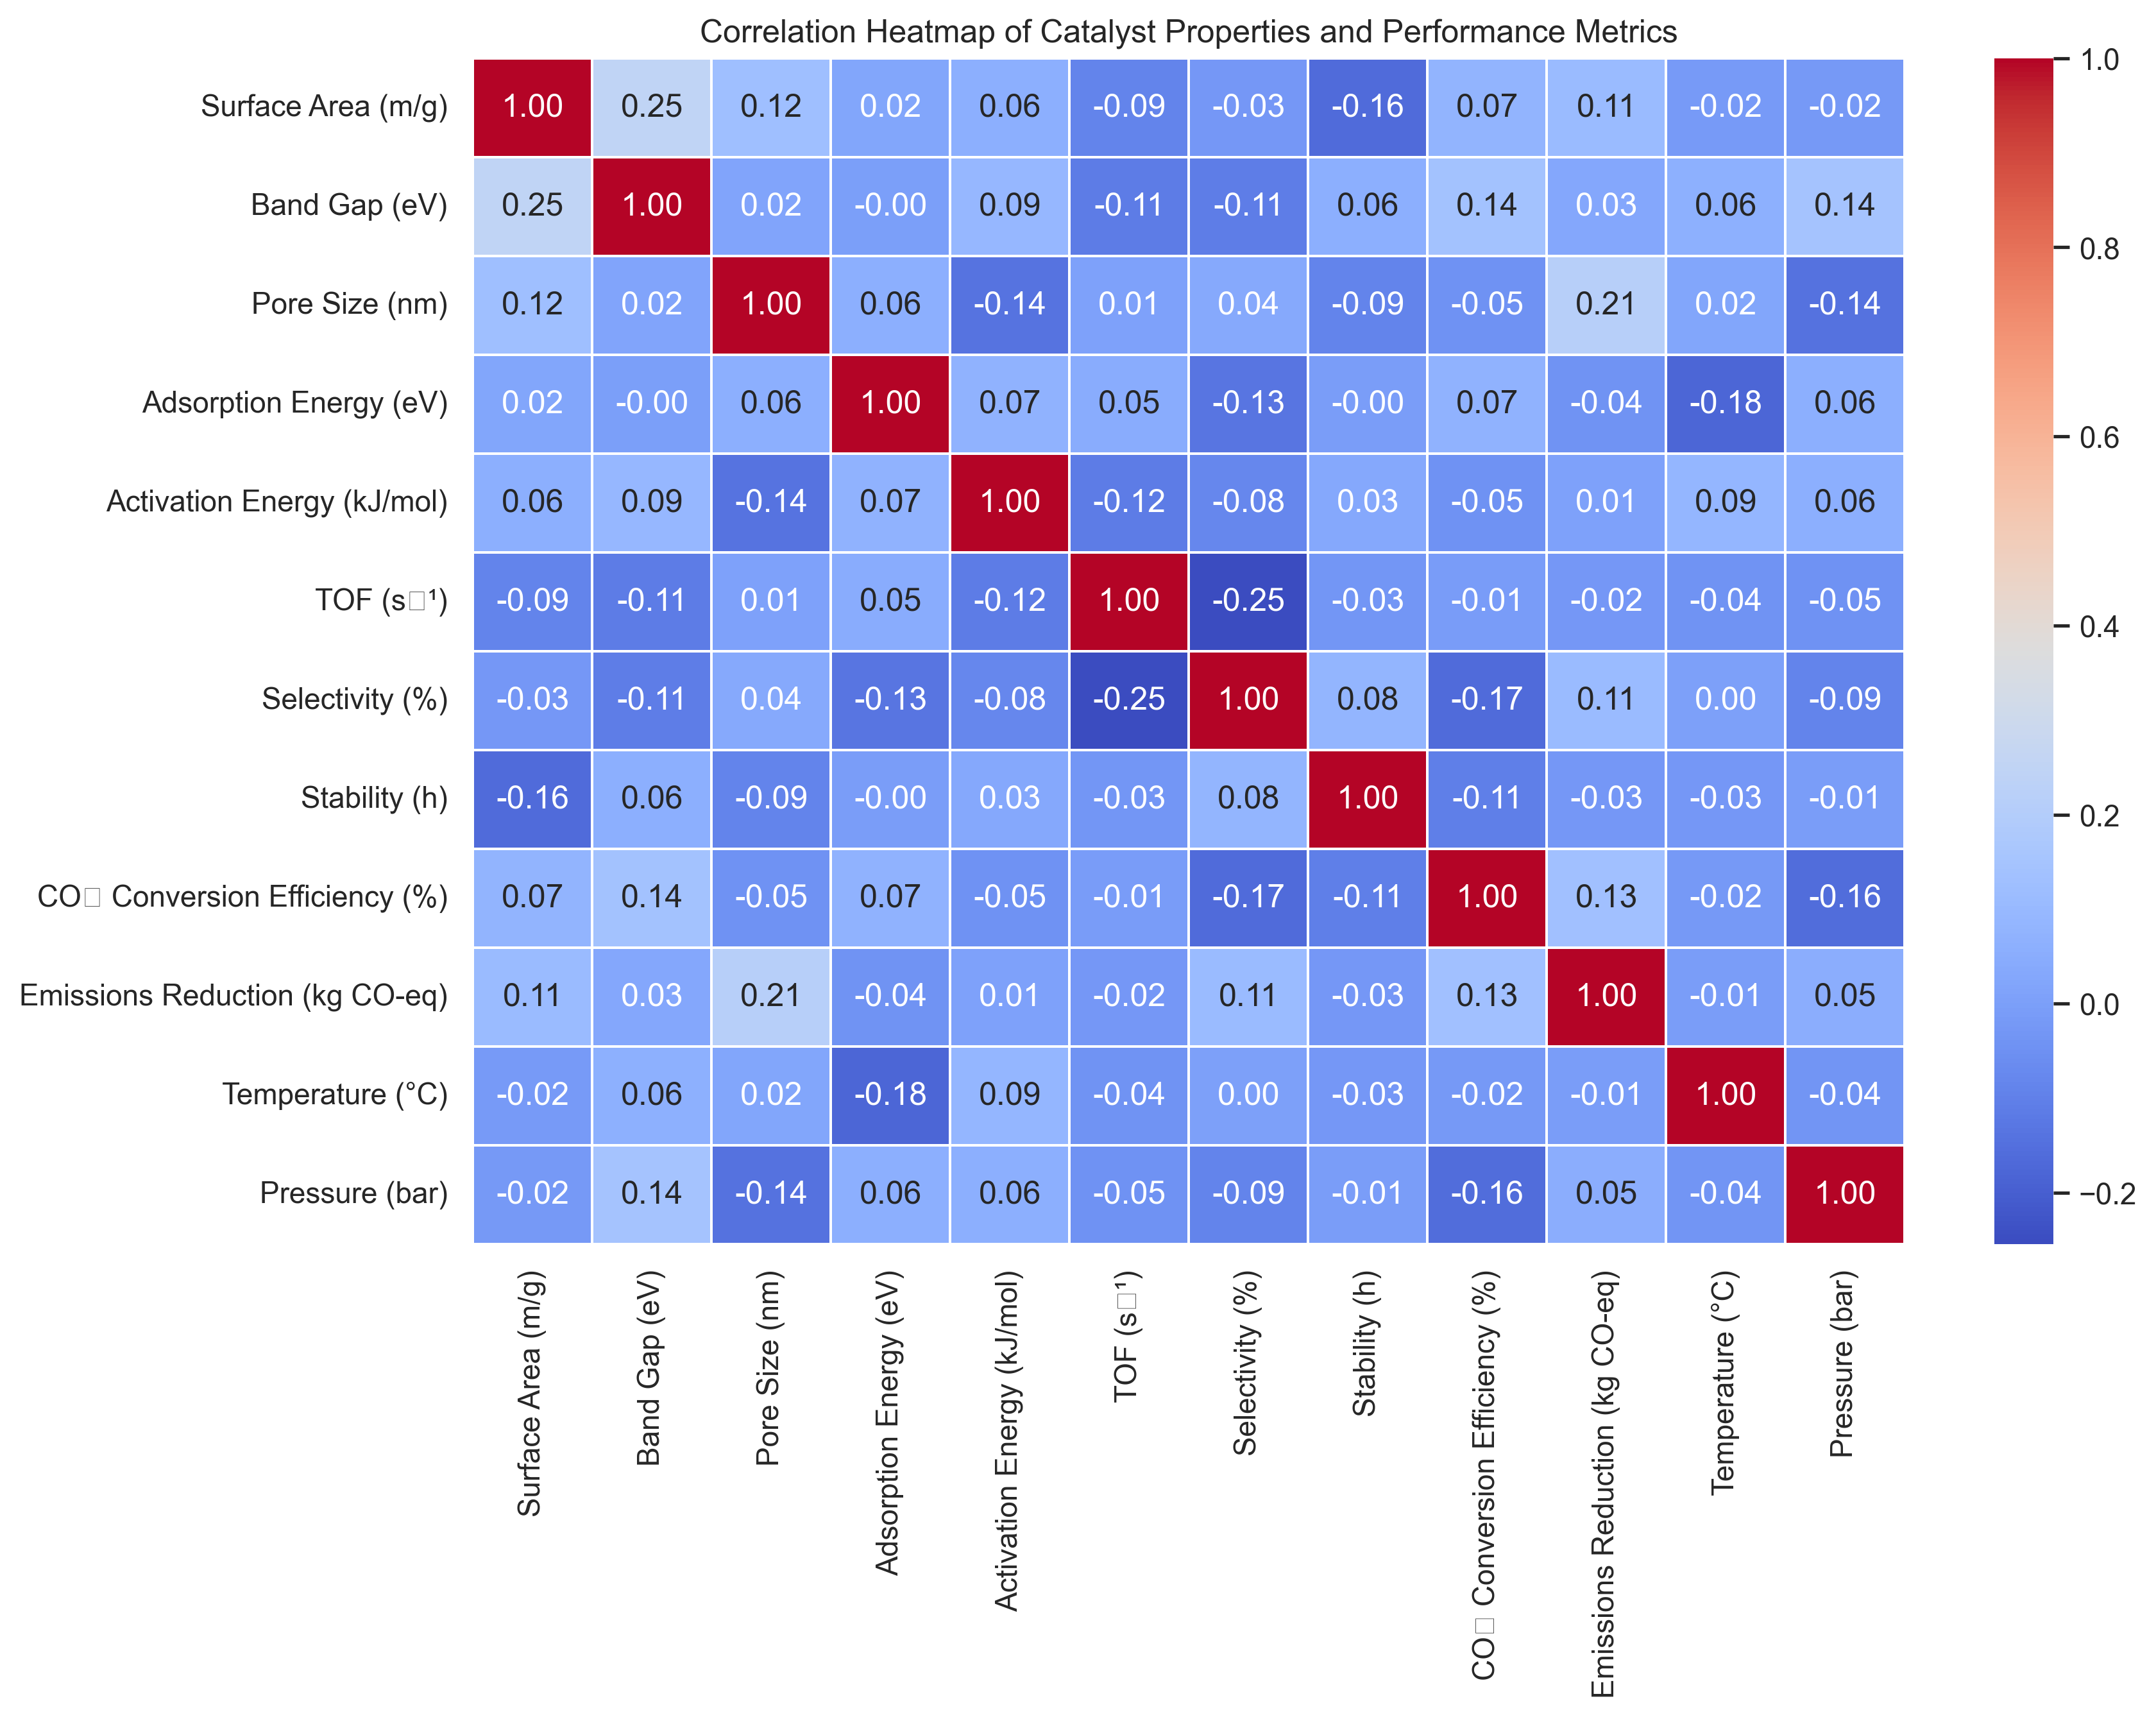 Correlation Heatmap of Catalyst Properties and Performance Metrics
Surface Area (m/g) 1.00 0.25 0.12 0.02 0.06 -0.09 -0.03 -0.16 0.07 0.11 -0.02 -0.02
Band Gap (eV) 0.25 1.00 0.02 -0.00 0.09 -0.11 -0.11 0.06 0.14 0.03 0.06 0.14
Pore Size (nm) 0.12 0.02 1.00 0.06 -0.14 0.01 0.04 -0.09 -0.05 0.21 0.02 -0.14
Adsorption Energy (eV) 0.02 -0.00 0.06 1.00 0.07 0.05 -0.13 -0.00 0.07 -0.04 -0.18 0.06
Activation Energy (kJ/mol) 0.06 0.09 -0.14 0.07 1.00 -0.12 -0.08 0.03 -0.05 0.01 0.09 0.06
TOF (s□¹) -0.09 -0.11 0.01 0.05 -0.12 1.00 -0.25 -0.03 -0.01 -0.02 -0.04 -0.05
Selectivity (%) -0.03 -0.11 0.04 -0.13 -0.08 -0.25 1.00 0.08 -0.17 0.11 0.00 -0.09
Stability (h) -0.16 0.06 -0.09 -0.00 0.03 -0.03 0.08 1.00 -0.11 -0.03 -0.03 -0.01
CO□ Conversion Efficiency (%) 0.07 0.14 -0.05 0.07 -0.05 -0.01 -0.17 -0.11 1.00 0.13 -0.02 -0.16
Emissions Reduction (kg CO-eq) 0.11 0.03 0.21 -0.04 0.01 -0.02 0.11 -0.03 0.13 1.00 -0.01 0.05
Temperature (°C) -0.02 0.06 0.02 -0.18 0.09 -0.04 0.00 -0.03 -0.02 -0.01 1.00 -0.04
Pressure (bar) -0.02 0.14 -0.14 0.06 0.06 -0.05 -0.09 -0.01 -0.16 0.05 -0.04 1.00
Surface Area (m/g)
Band Gap (eV)
Pore Size (nm)
Adsorption Energy (eV)
Activation Energy (kJ/mol)
TOF (s□¹)
Selectivity (%)
Stability (h)
CO□ Conversion Efficiency (%)
Emissions Reduction (kg CO-eq)
Temperature (°C)
Pressure (bar)
1.0
0.8
0.6
0.4
0.2
0.0
−0.2